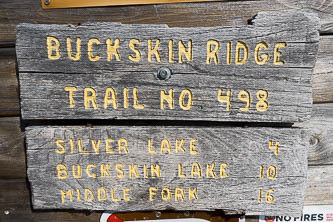 BUCKSKIN RIDGE
TRAIL NO 498
SILVER LAKE 4
BUCKSKIN LAKE 10
MIDDLE FORK 16
NO FIRES